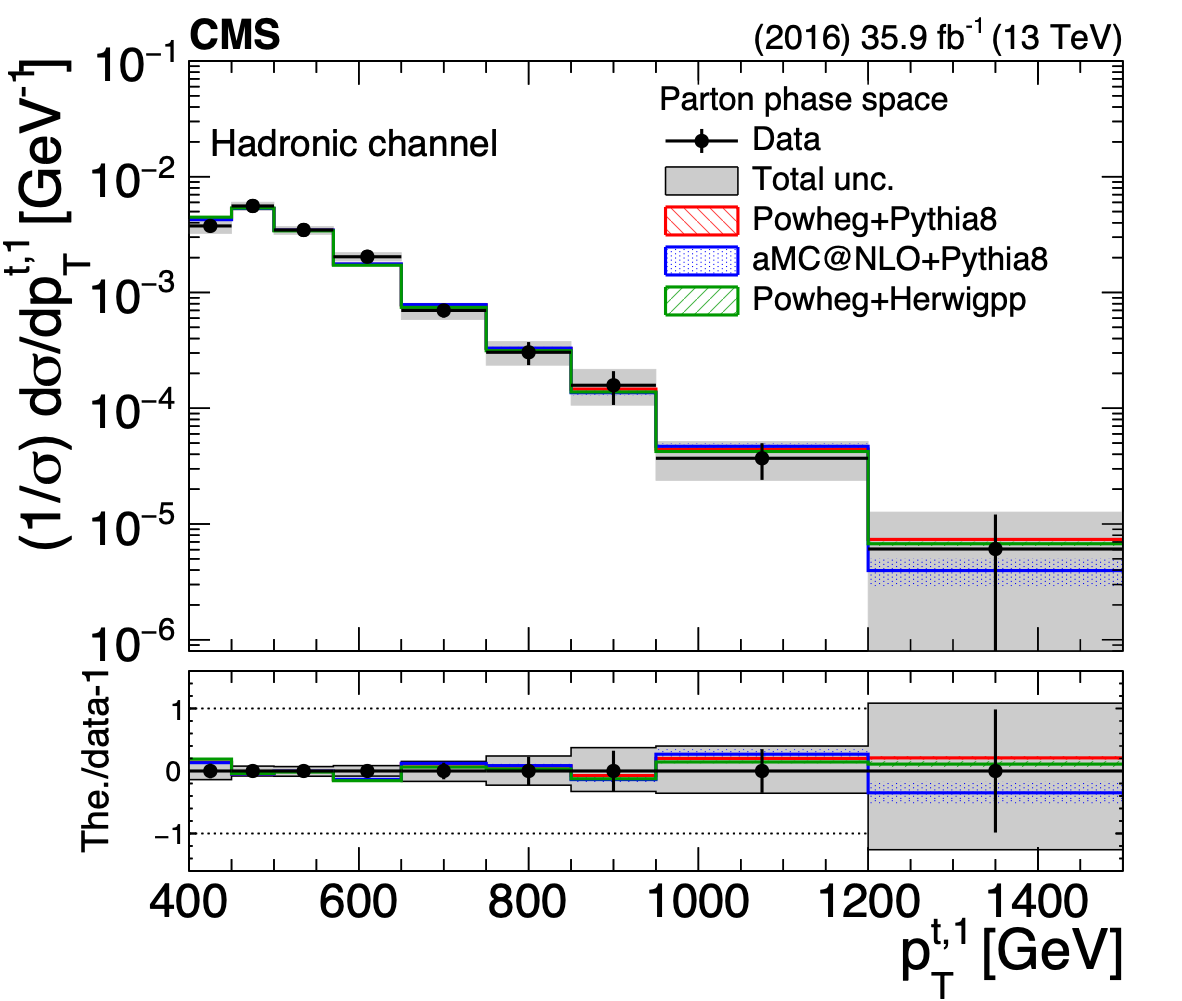 CMS (2016) 35.9 fb⁻¹ (13 TeV)
(1/σ) dσ/dp_T^{t,1} [GeV⁻¹]
10⁻¹
10⁻²
10⁻³
10⁻⁴
10⁻⁵
10⁻⁶
Hadronic channel
Parton phase space
Data
Total unc.
Powheg+Pythia8
aMC@NLO+Pythia8
Powheg+Herwigpp
The./data-1
1
0
−1
400 600 800 1000 1200 1400
p_T^{t,1} [GeV]